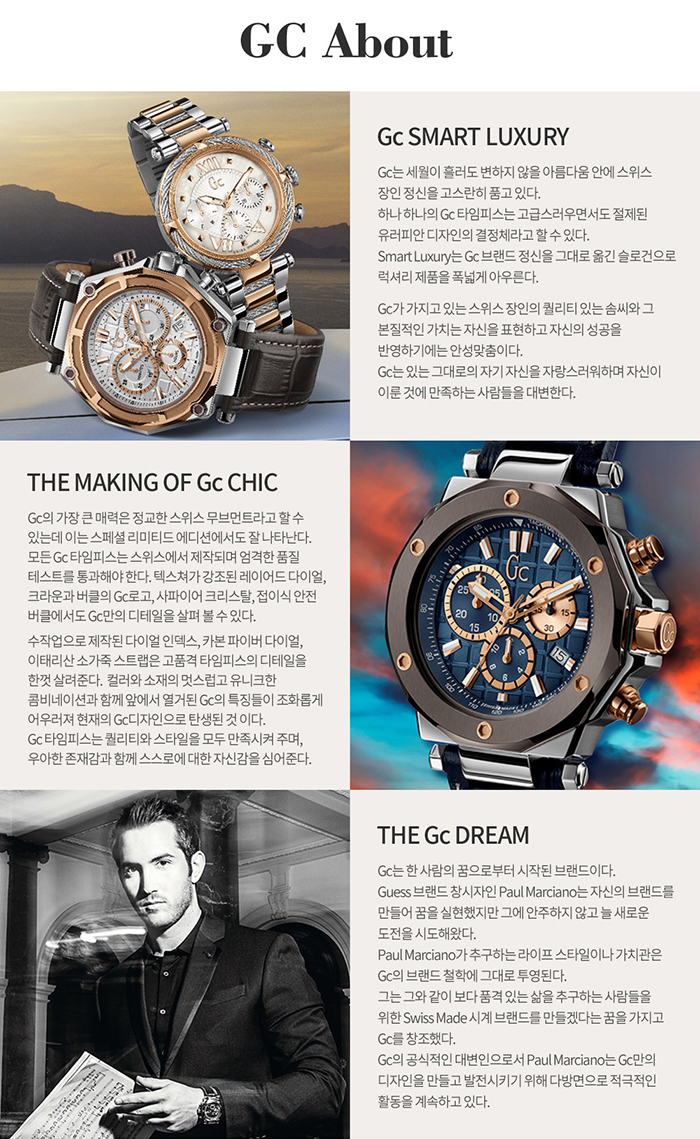 GC About
Gc SMART LUXURY
Gc는 세월이 흘러도 변하지 않을 아름다움 안에 스위스
장인 정신을 고스란히 품고 있다.
하나 하나의 Gc 타임피스는 고급스러우면서도 절제된
유러피안 디자인의 결정체라고 할 수 있다.
Smart Luxury는 Gc 브랜드 정신을 그대로 옮긴 슬로건으로
럭셔리 제품을 폭넓게 아우른다.
Gc가 가지고 있는 스위스 장인의 퀄리티 있는 솜씨와 그
본질적인 가치는 자신을 표현하고 자신의 성공을
반영하기에는 안성맞춤이다.
Gc는 있는 그대로의 자기 자신을 자랑스러워하며 자신이
이룬 것에 만족하는 사람들을 대변한다.
THE MAKING OF Gc CHIC
Gc의 가장 큰 매력은 정교한 스위스 무브먼트라고 할 수
있는데 이는 스페셜 리미티드 에디션에서도 잘 나타난다.
모든 Gc 타임피스는 스위스에서 제작되며 엄격한 품질
테스트를 통과해야 한다. 텍스쳐가 강조된 레이어드 다이얼,
크라운과 버클의 Gc로고, 사파이어 크리스탈, 접이식 안전
버클에서도 Gc만의 디테일을 살펴 볼 수 있다.
수작업으로 제작된 다이얼 인덱스, 카본 파이버 다이얼,
이태리산 소가죽 스트랩은 고품격 타임피스의 디테일을
한껏 살려준다. 컬러와 소재의 멋스럽고 유니크한
콤비네이션과 함께 앞에서 열거된 Gc의 특징들이 조화롭게
어우러져 현재의 Gc디자인으로 탄생된 것 이다.
Gc 타임피스는 퀄리티와 스타일을 모두 만족시켜 주며,
우아한 존재감과 함께 스스로에 대한 자신감을 심어준다.
THE Gc DREAM
Gc는 한 사람의 꿈으로부터 시작된 브랜드이다.
Guess 브랜드 창시자인 Paul Marciano는 자신의 브랜드를
만들어 꿈을 실현했지만 그에 안주하지 않고 늘 새로운
도전을 시도해왔다.
Paul Marciano가 추구하는 라이프 스타일이나 가치관은
Gc의 브랜드 철학에 그대로 투영된다.
그는 그와 같이 보다 품격 있는 삶을 추구하는 사람들을
위한 Swiss Made 시계 브랜드를 만들겠다는 꿈을 가지고
Gc를 창조했다.
Gc의 공식적인 대변인으로서 Paul Marciano는 Gc만의
디자인을 만들고 발전시키기 위해 다방면으로 적극적인
활동을 계속하고 있다.